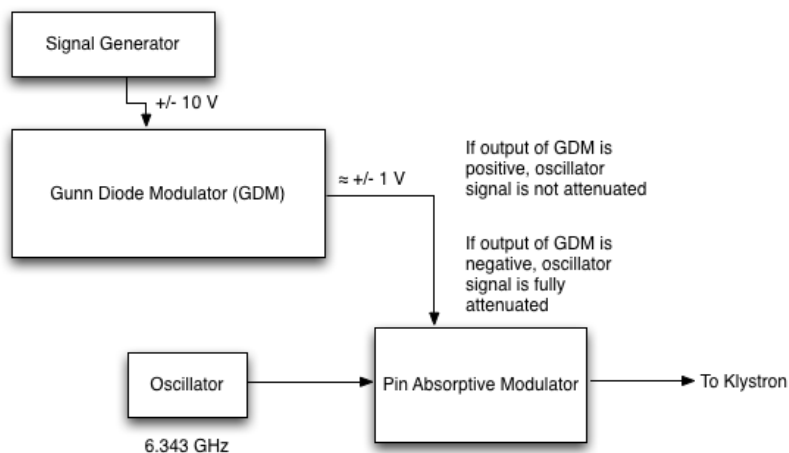 Signal Generator
+/- 10 V
Gunn Diode Modulator (GDM)
≈ +/- 1 V
If output of GDM is
positive, oscillator
signal is not attenuated
If output of GDM is
negative, oscillator
signal is fully
attenuated
Oscillator
Pin Absorptive Modulator
To Klystron
6.343 GHz